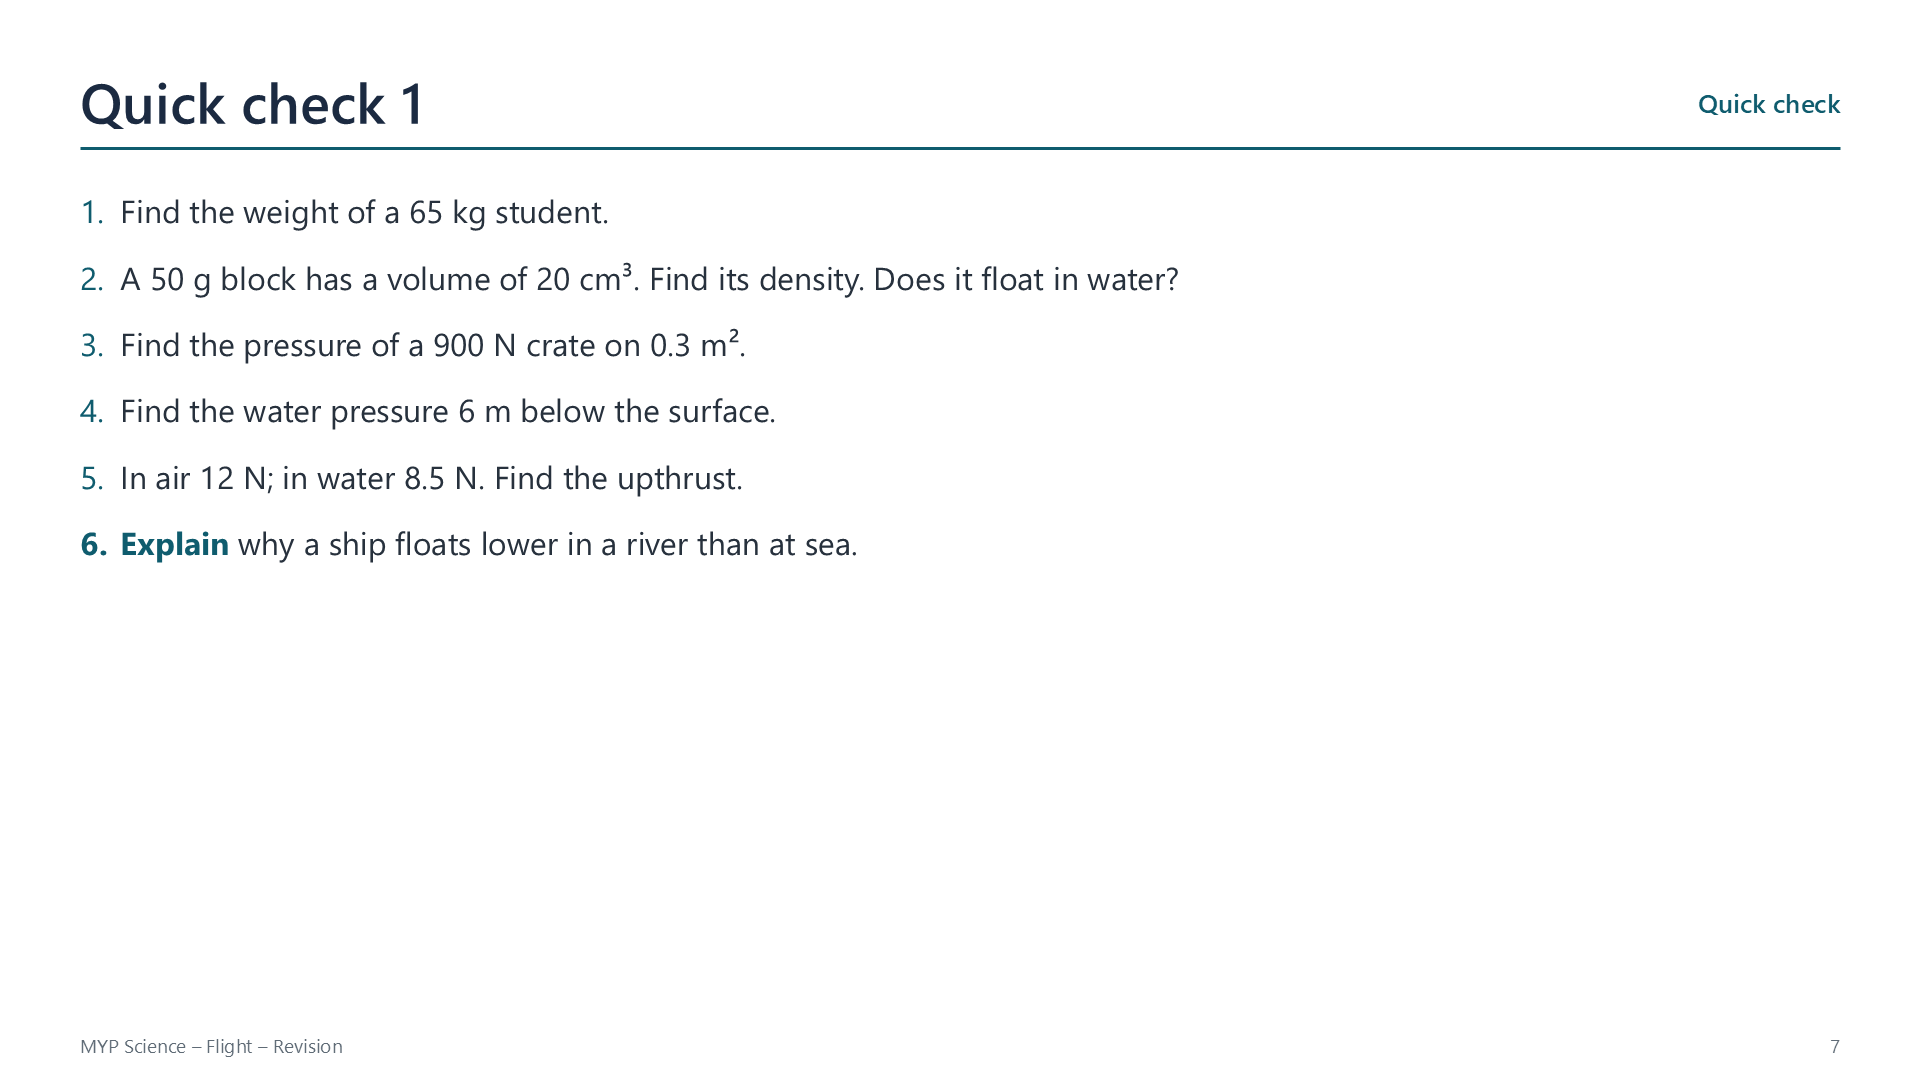 Quick check 1
Quick check
1. Find the weight of a 65 kg student.
2. A 50 g block has a volume of 20 cm³. Find its density. Does it float in water?
3. Find the pressure of a 900 N crate on 0.3 m².
4. Find the water pressure 6 m below the surface.
5. In air 12 N; in water 8.5 N. Find the upthrust.
6. Explain why a ship floats lower in a river than at sea.
MYP Science – Flight – Revision
7